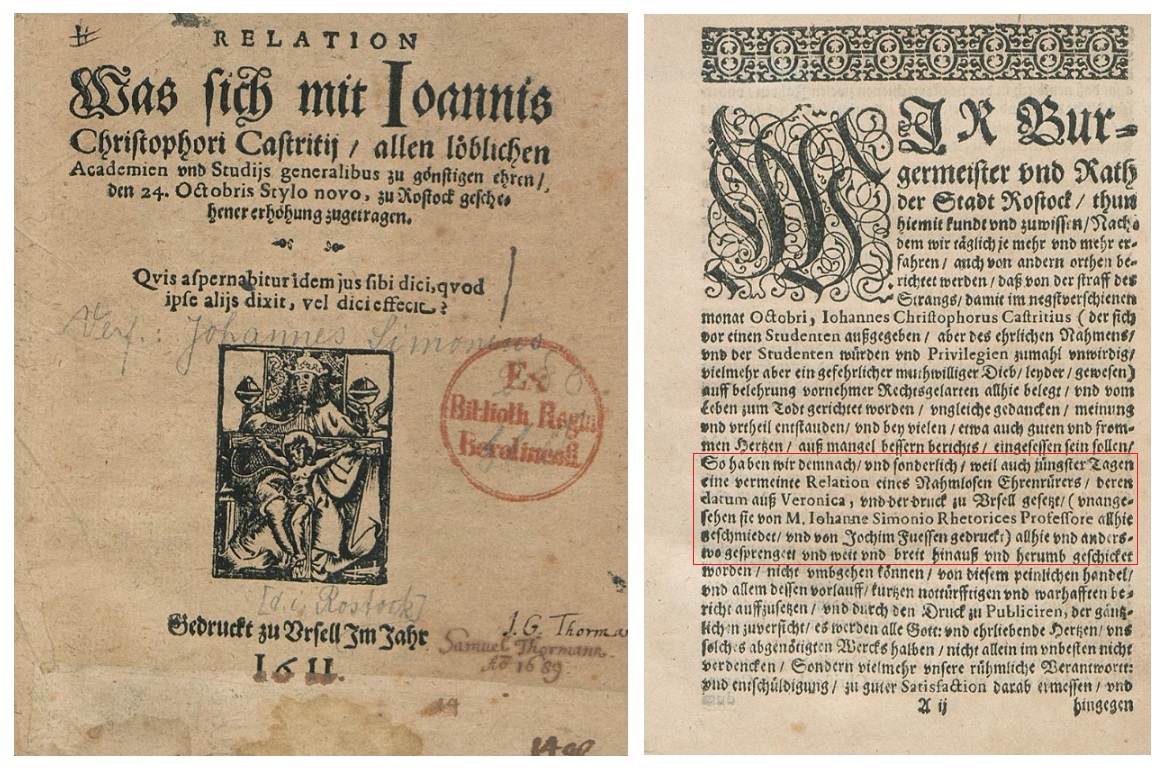 RELATION
Was sich mit Ioannis
Christophori Castritij / allen löblichen
Academien vnd Studijs generalibus zu gönstigen ehren /
den 24. Octobris Stylo novo, zu Rostock gesche-
hener erhöhung zugetragen.
Qvis aspernabitur idem jus sibi dici, qvod
ipse alijs dixit, vel dici effecit?
Verf.: Johannes Simonius
Ex
Biblioth. Regia
Berolinesi.
[d.i. Rostock]
Gedruckt zu Vrsell Im Jahr
1611.
J. G. Thorma
Samuel Thormann
Ao 1689
WIR Bur-
germeister vnd Rath
der Stadt Rostock / thun
hiemit kundt vnd zuwissen / Nach-
dem wir täglich je mehr vnd mehr er-
fahren / auch von andern orthen be-
richtet werden / daß von der straff des
Strangs / damit im negstverschienen
monat Octobri, Iohannes Christophorus Castritius ( der sich
vor einen Studenten außgegeben / aber des ehrlichen Nahmens /
vnd der Studenten würden vnd Privilegien zumahl vnwirdig /
vielmehr aber ein gefehrlicher muthwilliger Dieb / leyder / gewesen )
auff belehrung vornehmer Rechtsgelarten allhie belegt / vnd vom
Leben zum Todt gerichtet worden / vngleiche gedancken / meinung
vnd vrtheil entstanden / vnd bey vielen / etwa auch guten vnd from-
men Hertzen / auß mangel bessern berichts / eingesessen sein sollen /
So haben wir demnach / vnd sonderlich / weil auch jüngster Tagen
eine vermeinte Relation eines Nahmlosen Ehrenrürers / deren
datum auß Veronica, vnd der druck zu Vrsell gesetzt / ( vnange-
sehen sie von M. Iohanne Simonio Rhetorices Professore allhie
geschmiedet / vnd von Jochim Fuessen gedruckt ) allhie vnd anders-
wo gesprenget vnd weit vnd breit hinauß vnd herumb geschicket
worden / nicht vmbgehen können / von diesem peinlichen handel /
vnd allem dessen vorlauff / kurtzen notürfftigen vnd warhafften be-
richt auffzusetzen / vnd durch den Druck zu Publiciren, der gäntz-
lichen zuversicht / es werden alle Gott: vnd ehrliebende Hertzen / vns
solches abgenötigten Wercks halben / nicht allein im vnbesten nicht
verdencken / Sondern vielmehr vnsere rühmliche Verantwortt:
vnd entschüldigung / zu guter Satisfaction darab ermessen / vnd
A ij hingegen